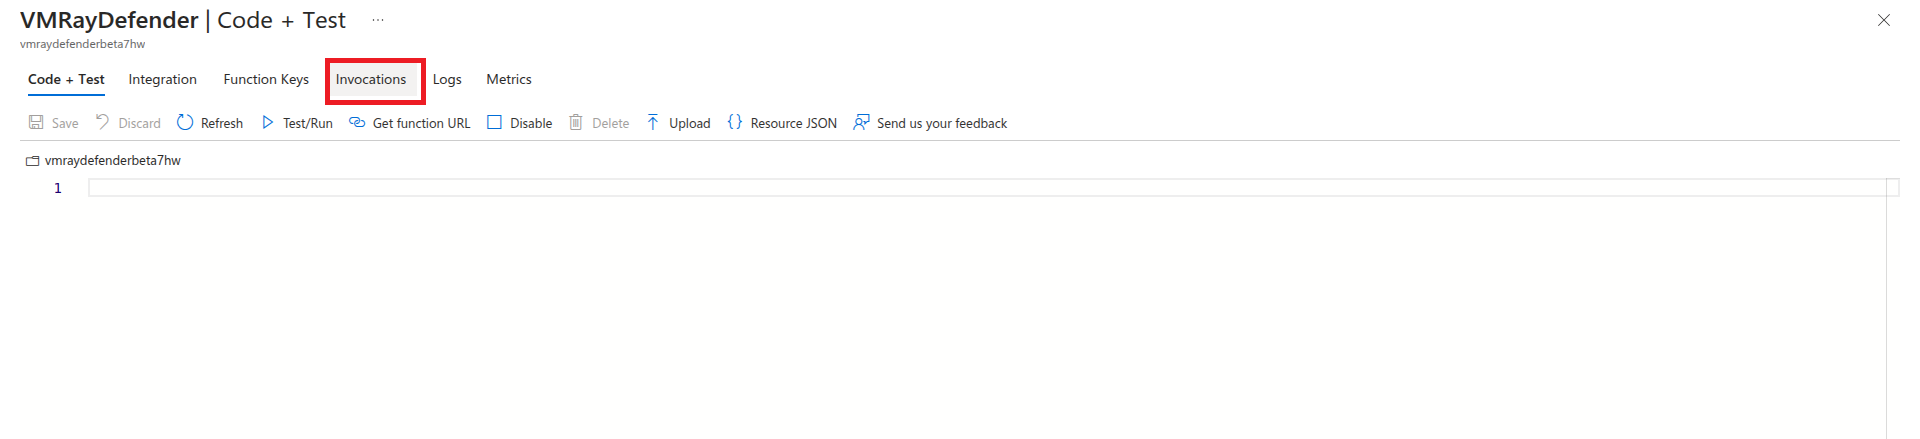 VMRayDefender | Code + Test ...
vmraydefenderbeta7hw
Code + Test Integration Function Keys Invocations Logs Metrics
Save Discard Refresh Test/Run Get function URL Disable Delete Upload {} Resource JSON Send us your feedback
vmraydefenderbeta7hw
1